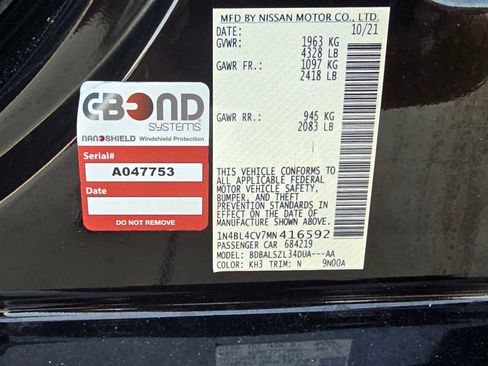 MFD BY NISSAN MOTOR CO., LTD.
DATE: 10/21
GVWR: 1963 KG
4328 LB
GAWR FR.: 1097 KG
2418 LB
GAWR RR.: 945 KG
2083 LB
THIS VEHICLE CONFORMS TO
ALL APPLICABLE FEDERAL
MOTOR VEHICLE SAFETY,
BUMPER, AND THEFT
PREVENTION STANDARDS IN
EFFECT ON THE DATE OF
MANUFACTURE SHOWN ABOVE.
1N4BL4CV7MN416592
PASSENGER CAR 684219
MODEL: BDBALSZL34DUA---AA
COLOR: KH3 TRIM: N 9N00A
GBOND
SYSTEMS
NANOSHIELD Windshield Protection
Serial#
A047753
Date
DO NOT REMOVE